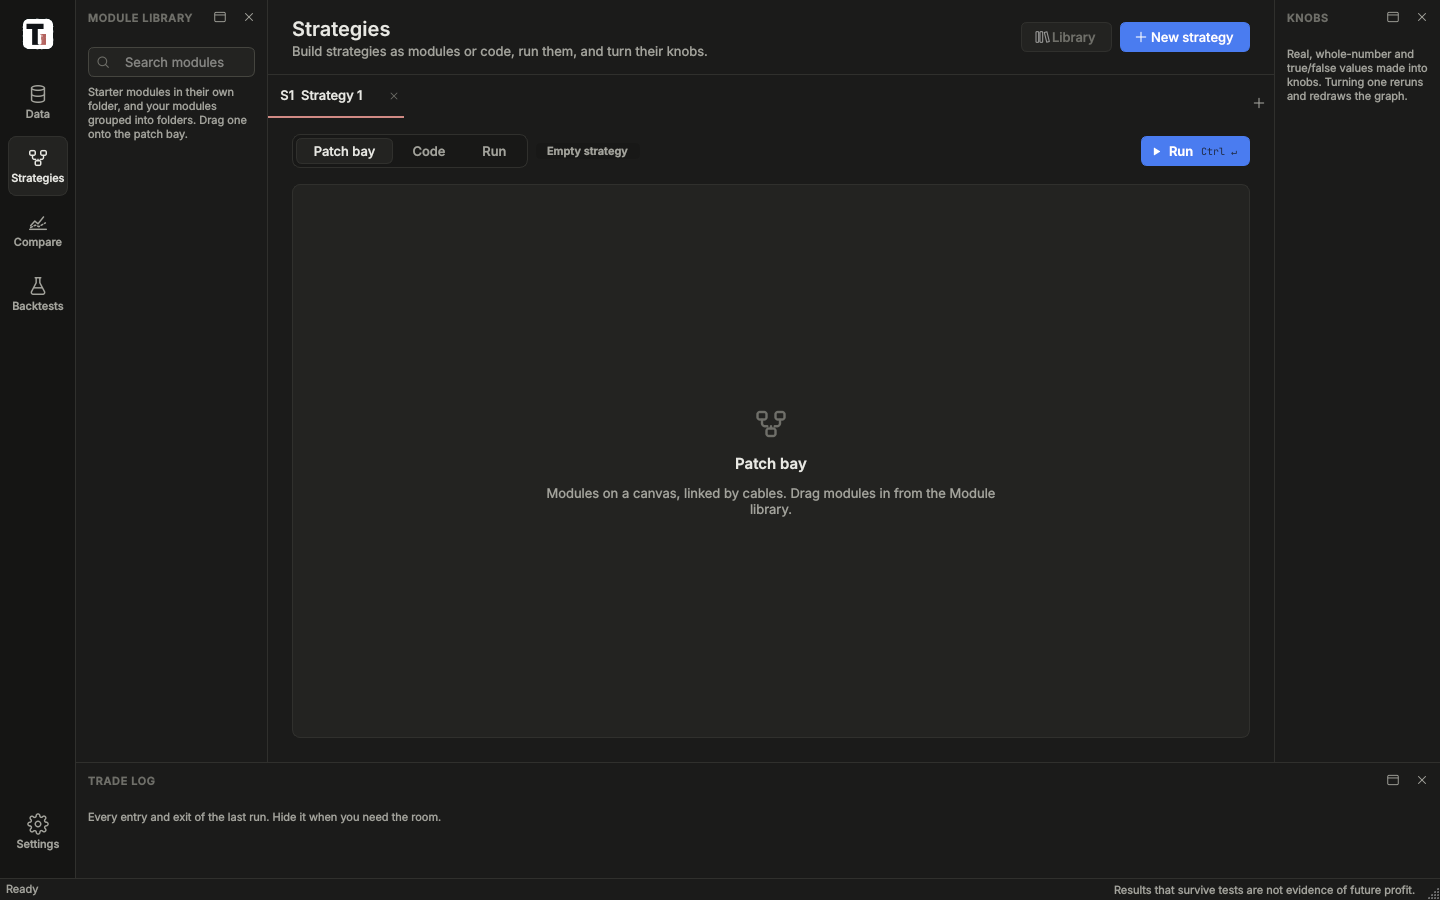 Ti
Data
Strategies
Compare
Backtests
Settings
MODULE LIBRARY
Search modules
Starter modules in their own
folder, and your modules
grouped into folders. Drag one
onto the patch bay.
Strategies
Build strategies as modules or code, run them, and turn their knobs.
Library
New strategy
S1 Strategy 1
Patch bay
Code
Run
Empty strategy
Run Ctrl ↵
Patch bay
Modules on a canvas, linked by cables. Drag modules in from the Module
library.
KNOBS
Real, whole-number and
true/false values made into
knobs. Turning one reruns
and redraws the graph.
TRADE LOG
Every entry and exit of the last run. Hide it when you need the room.
Ready
Results that survive tests are not evidence of future profit.